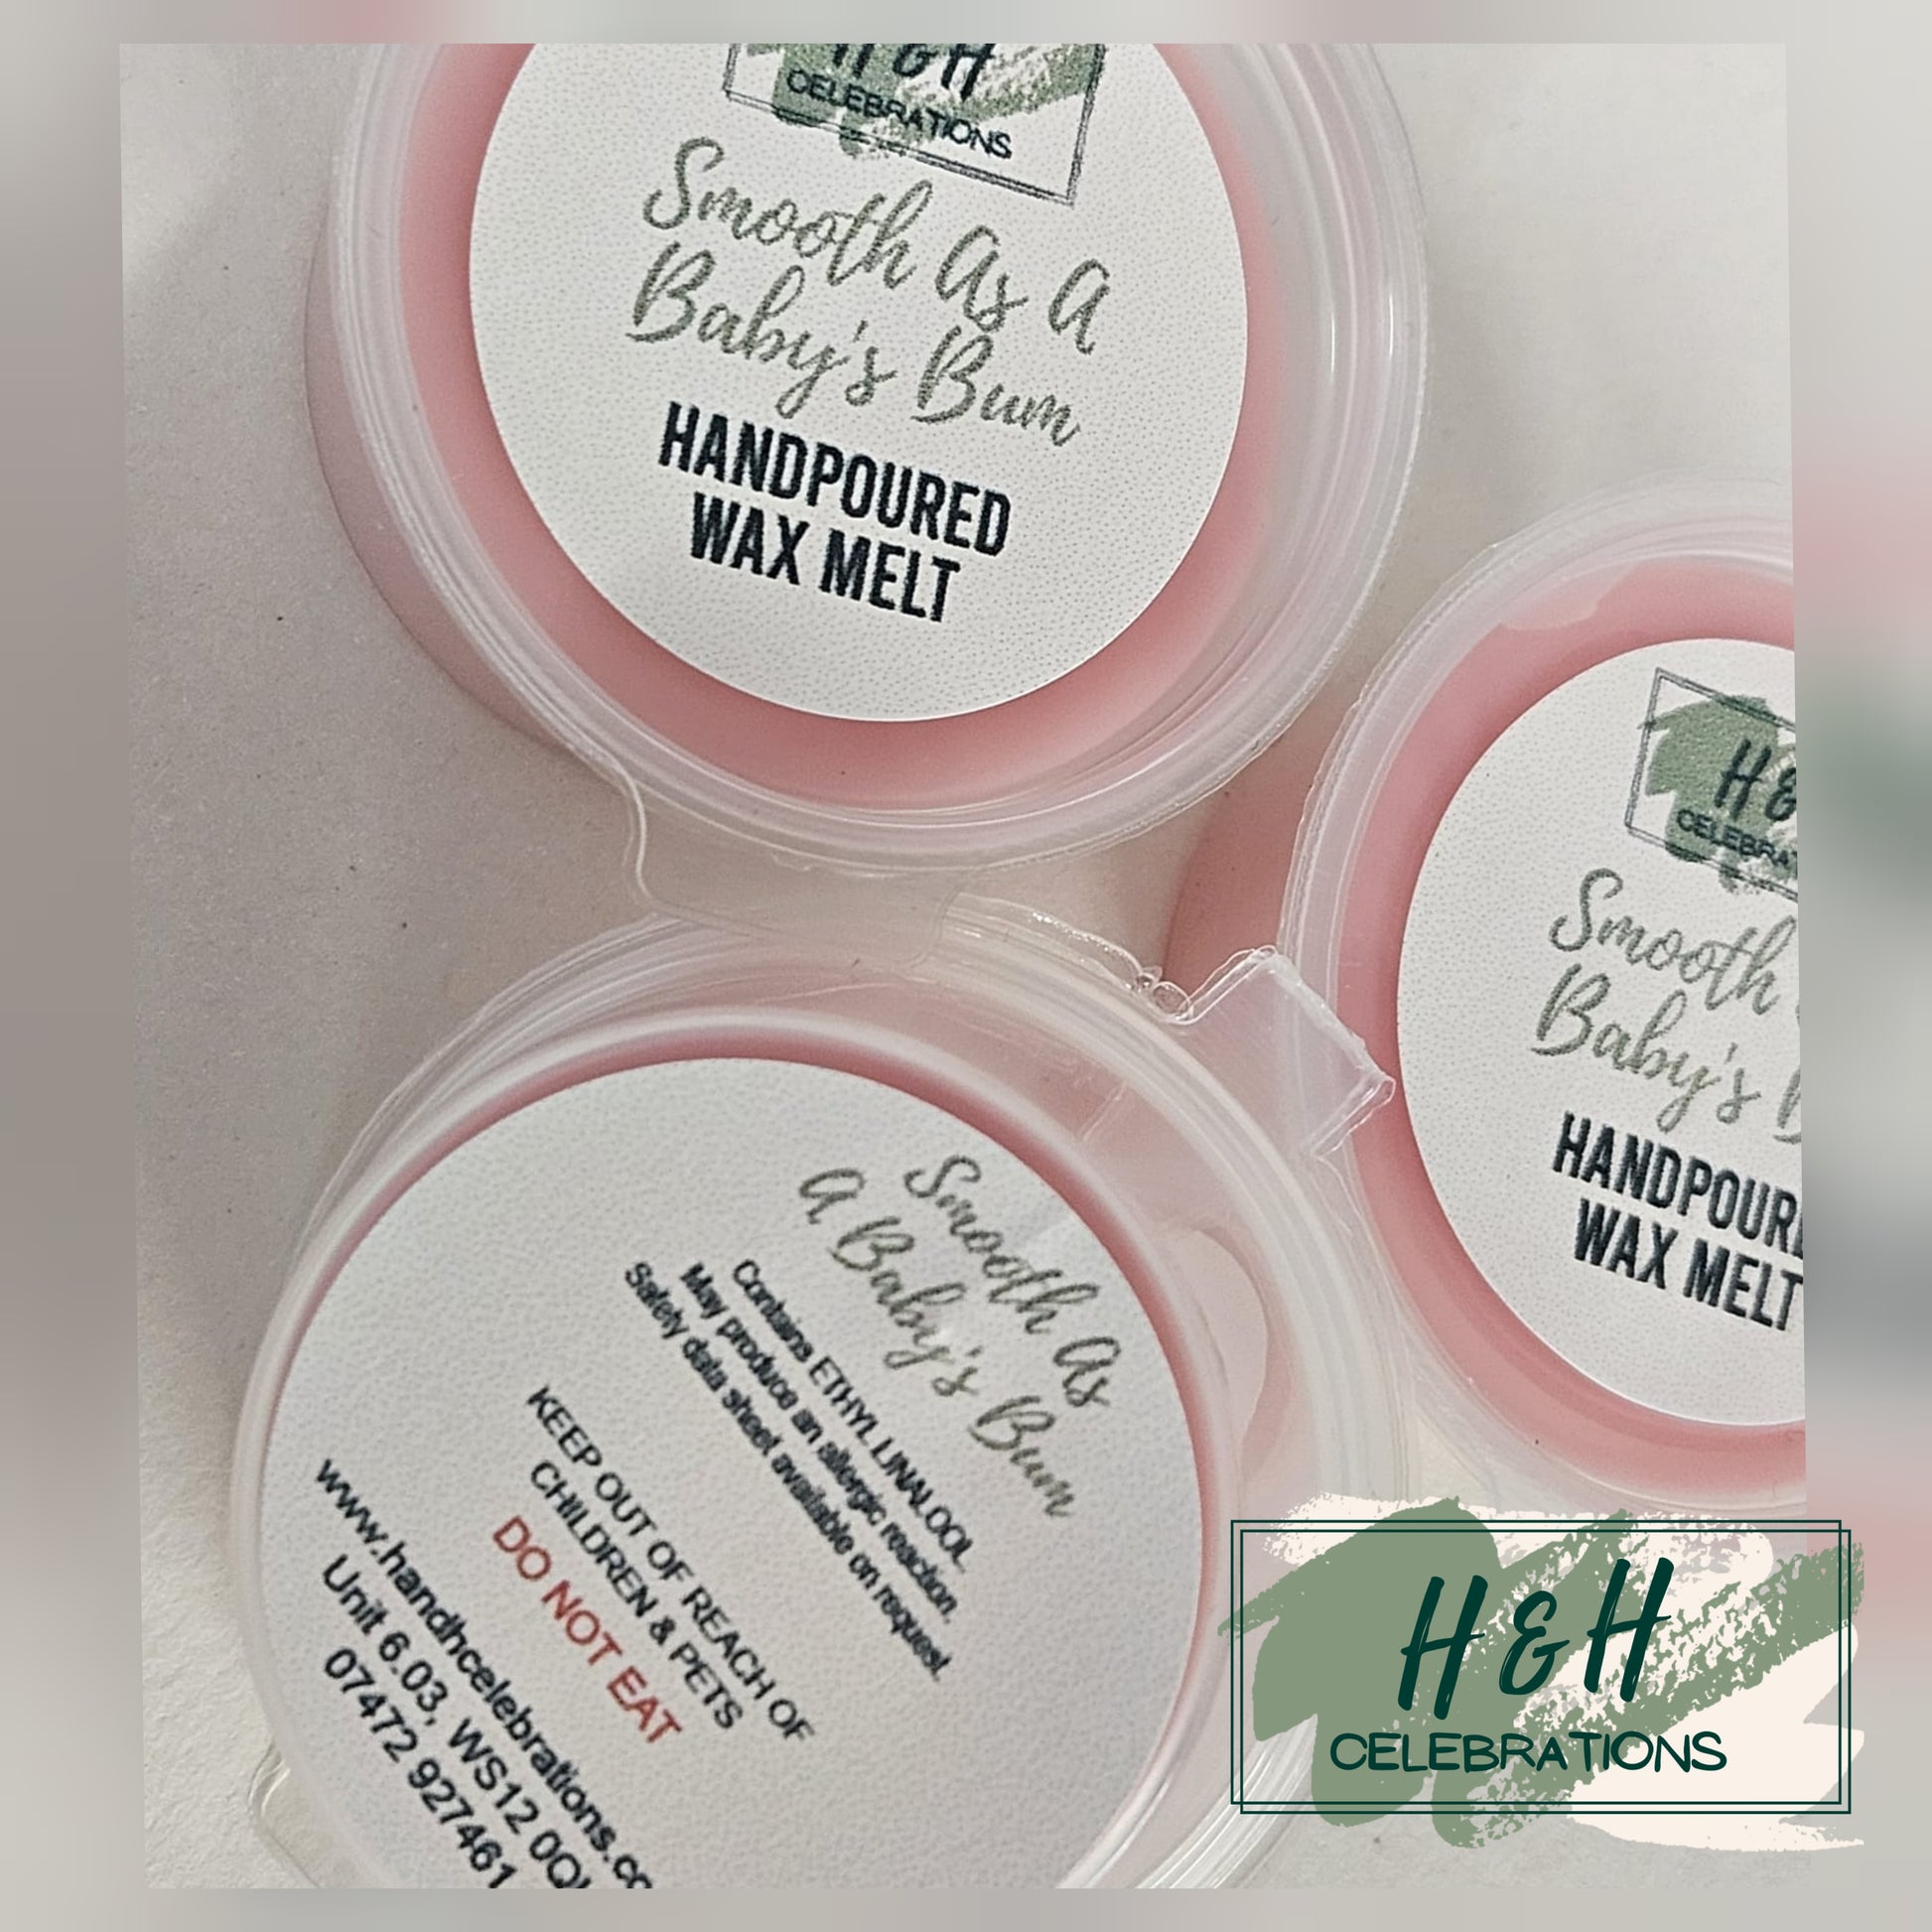 H & H
CELEBRATIONS
Smooth As A
Baby's Bum
HANDPOURED
WAX MELT
H &
CELEBRAT
Smooth
Baby's B
HANDPOUR
WAX MELT
Smooth As
A Baby's Bum
Contains ETHYL LINALOOL
May produce an allergic reaction.
Safety data sheet available on request.
KEEP OUT OF REACH OF
CHILDREN & PETS
DO NOT EAT
www.handhcelebrations.co
Unit 6.03, WS12 0Q
07472 927461
H & H
CELEBRATIONS